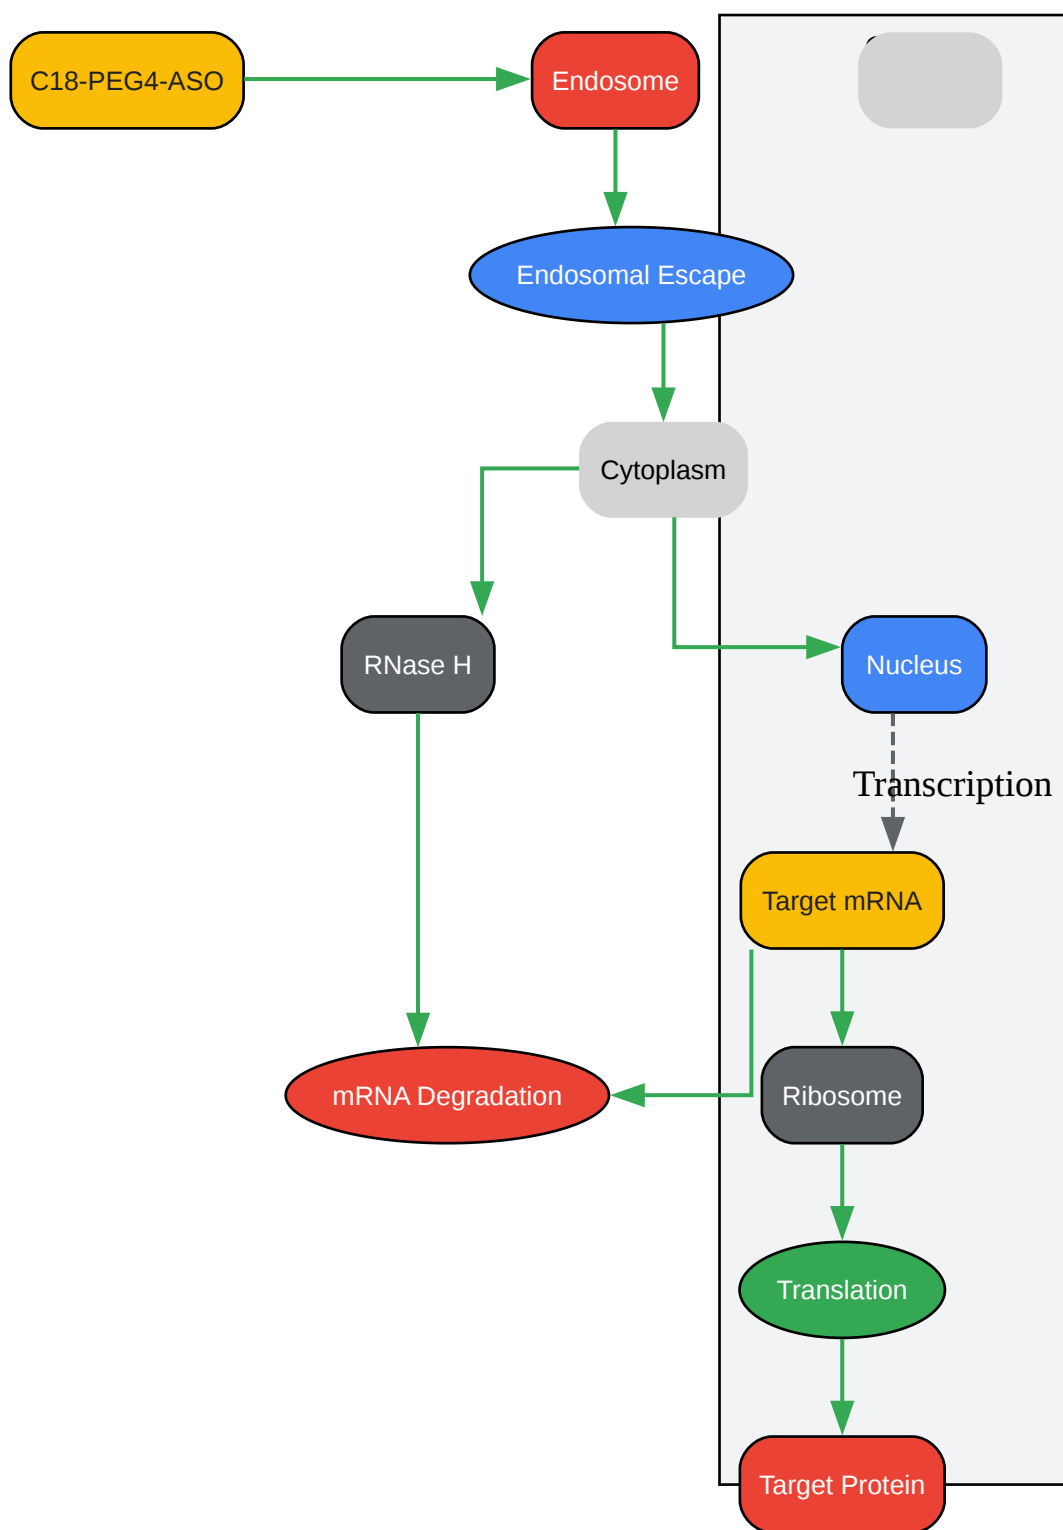 C18-PEG4-ASO
Endosome
Endosomal Escape
Cytoplasm
RNase H
Nucleus
Transcription
Target mRNA
mRNA Degradation
Ribosome
Translation
Target Protein